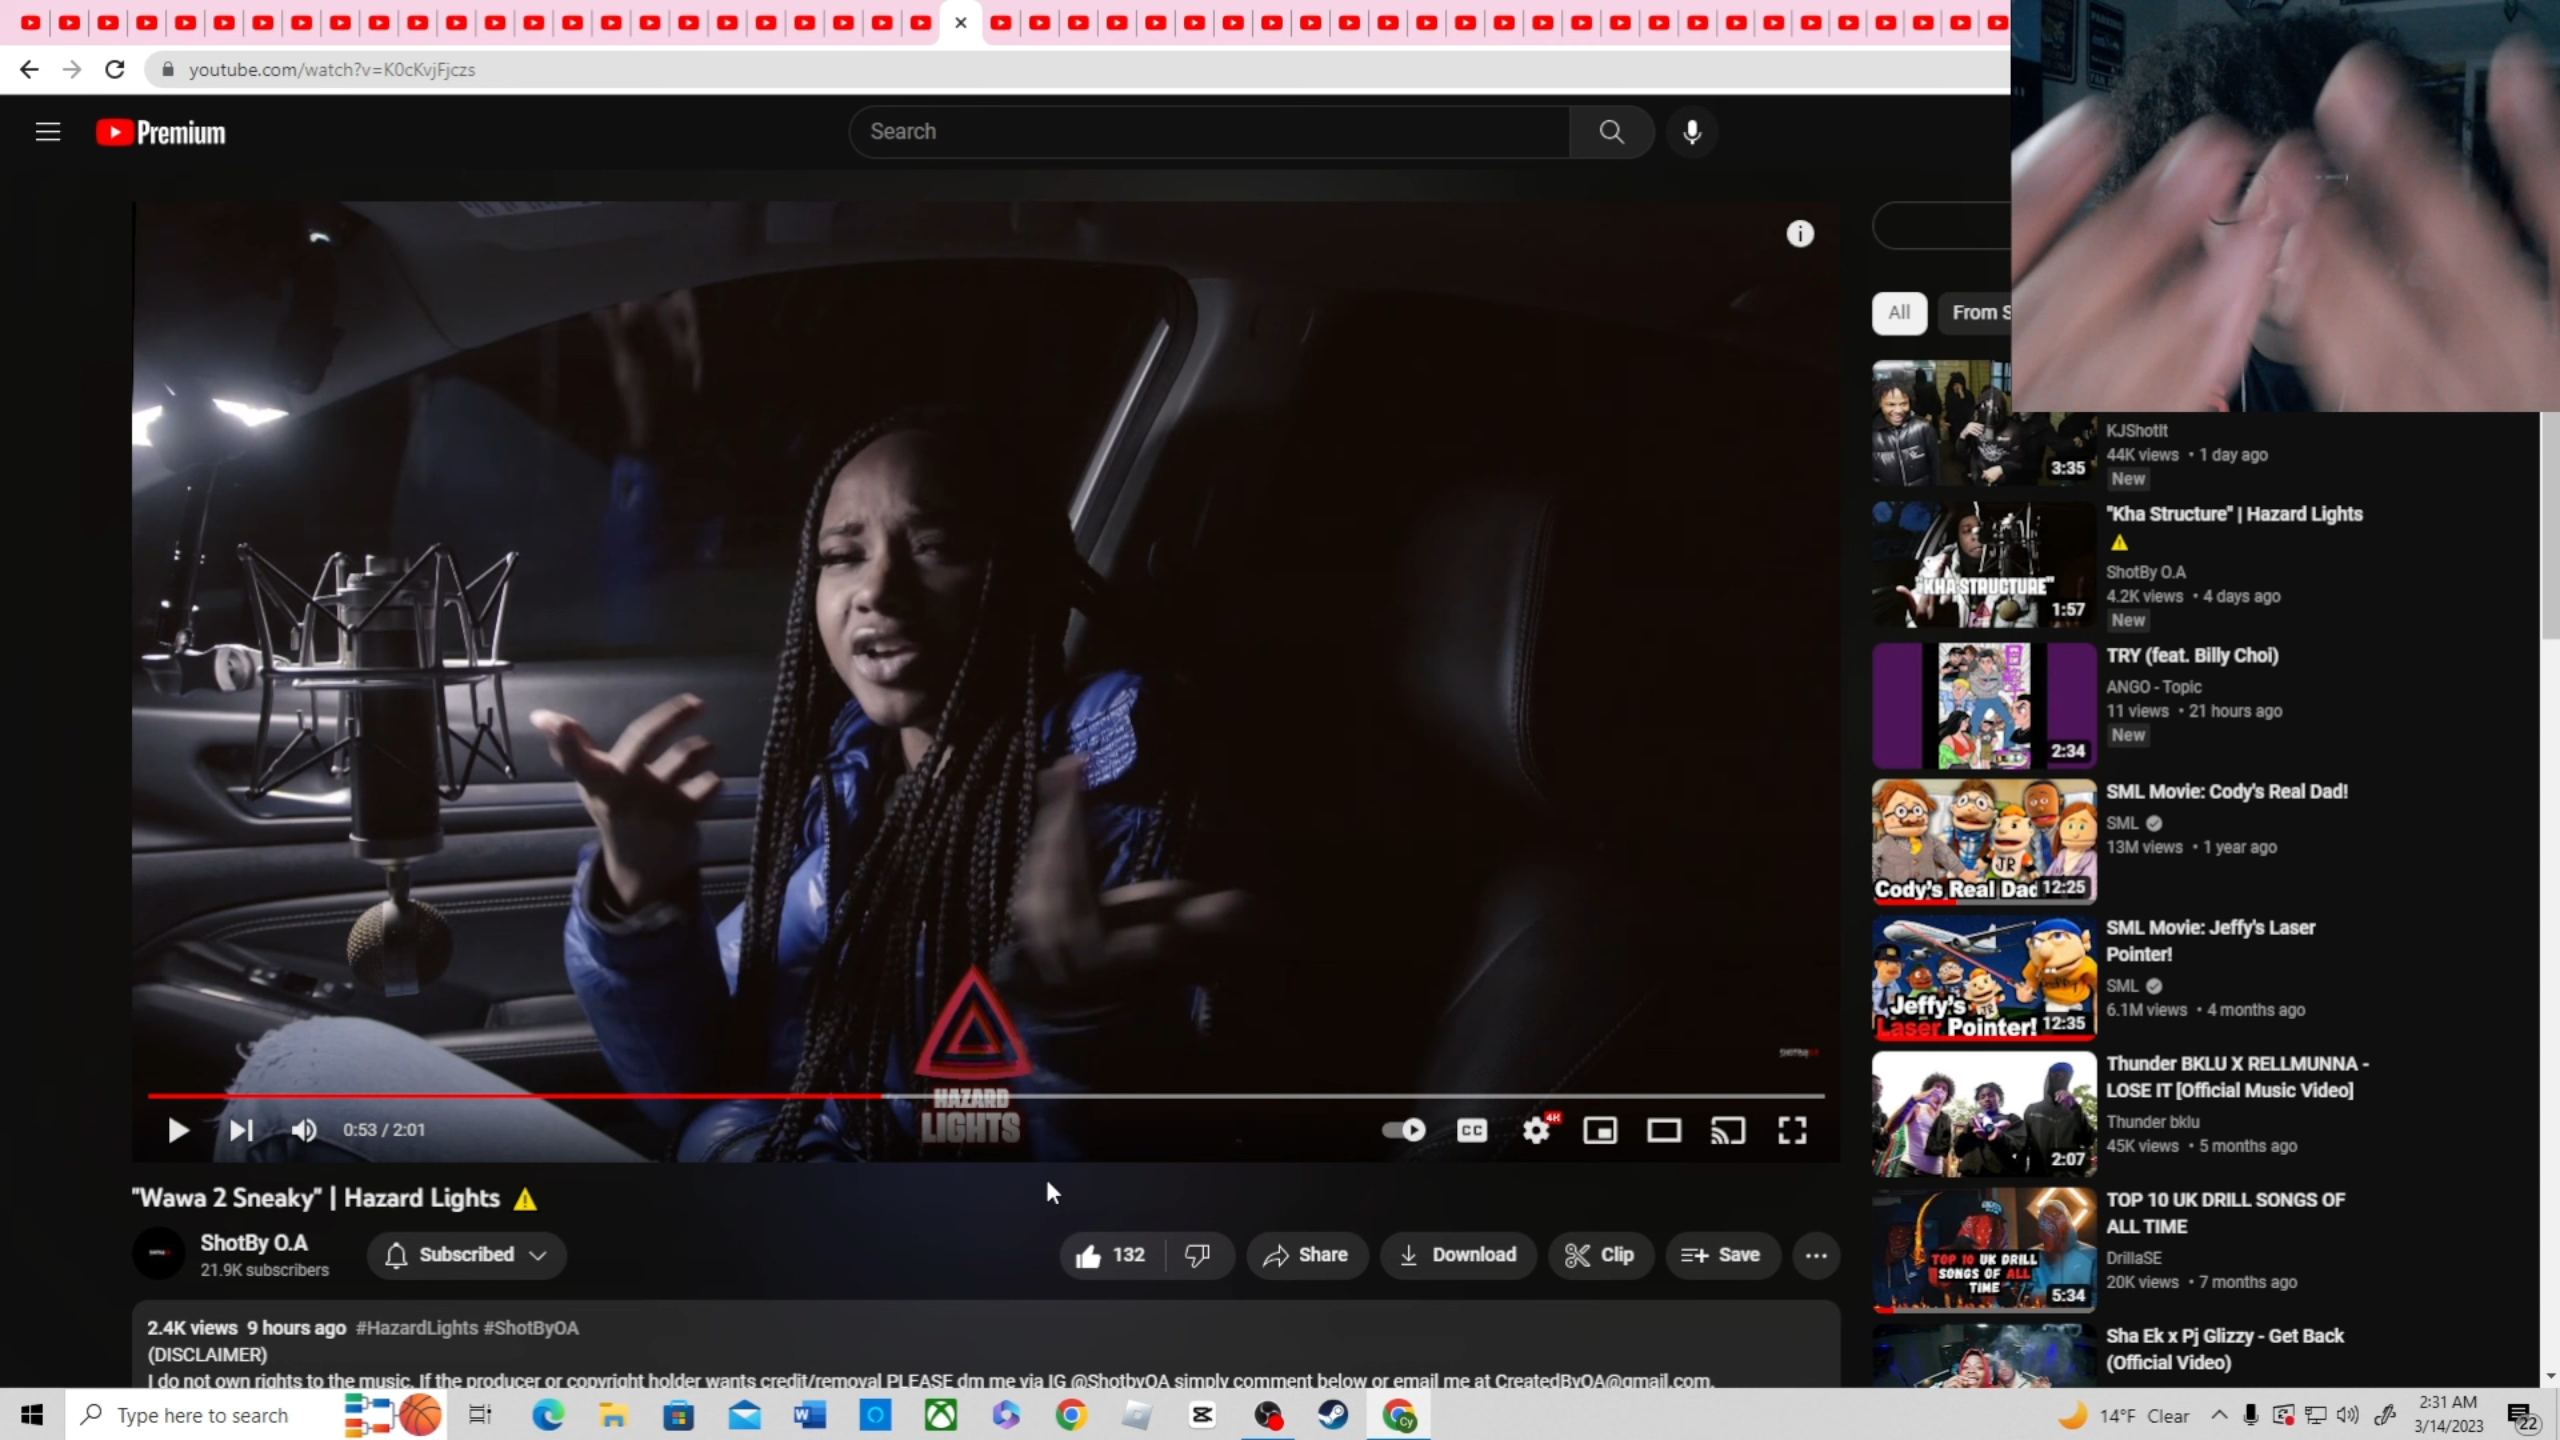 youtube.com/watch?v=K0cKvjFjczs
Premium
Search
All
From S
3:35
KJShotIt
44K views • 1 day ago
New
"KHA STRUCTURE"
1:57
"Kha Structure" | Hazard Lights
⚠
ShotBy O.A
4.2K views • 4 days ago
New
2:34
TRY (feat. Billy Choi)
ANGO - Topic
11 views • 21 hours ago
New
JR
Cody's Real Dad
12:25
SML Movie: Cody's Real Dad!
SML
13M views • 1 year ago
Jeffy's
Laser Pointer!
12:35
SML Movie: Jeffy's Laser
Pointer!
SML
6.1M views • 4 months ago
2:07
Thunder BKLU X RELLMUNNA -
LOSE IT [Official Music Video]
Thunder bklu
45K views • 5 months ago
TOP 10 UK DRILL
SONGS OF ALL
TIME
5:34
TOP 10 UK DRILL SONGS OF
ALL TIME
DrillaSE
20K views • 7 months ago
Sha Ek x Pj Glizzy - Get Back
(Official Video)
HAZARD
LIGHTS
0:53 / 2:01
CC
4K
"Wawa 2 Sneaky" | Hazard Lights ⚠
ShotBy O.A
21.9K subscribers
Subscribed
132
Share
Download
Clip
Save
2.4K views 9 hours ago #HazardLights #ShotByOA
(DISCLAIMER)
I do not own rights to the music. If the producer or copyright holder wants credit/removal PLEASE dm me via IG @ShotbyOA simply comment below or email me at CreatedByOA@gmail.com.
Type here to search
Cy
14°F Clear
2:31 AM
3/14/2023
22